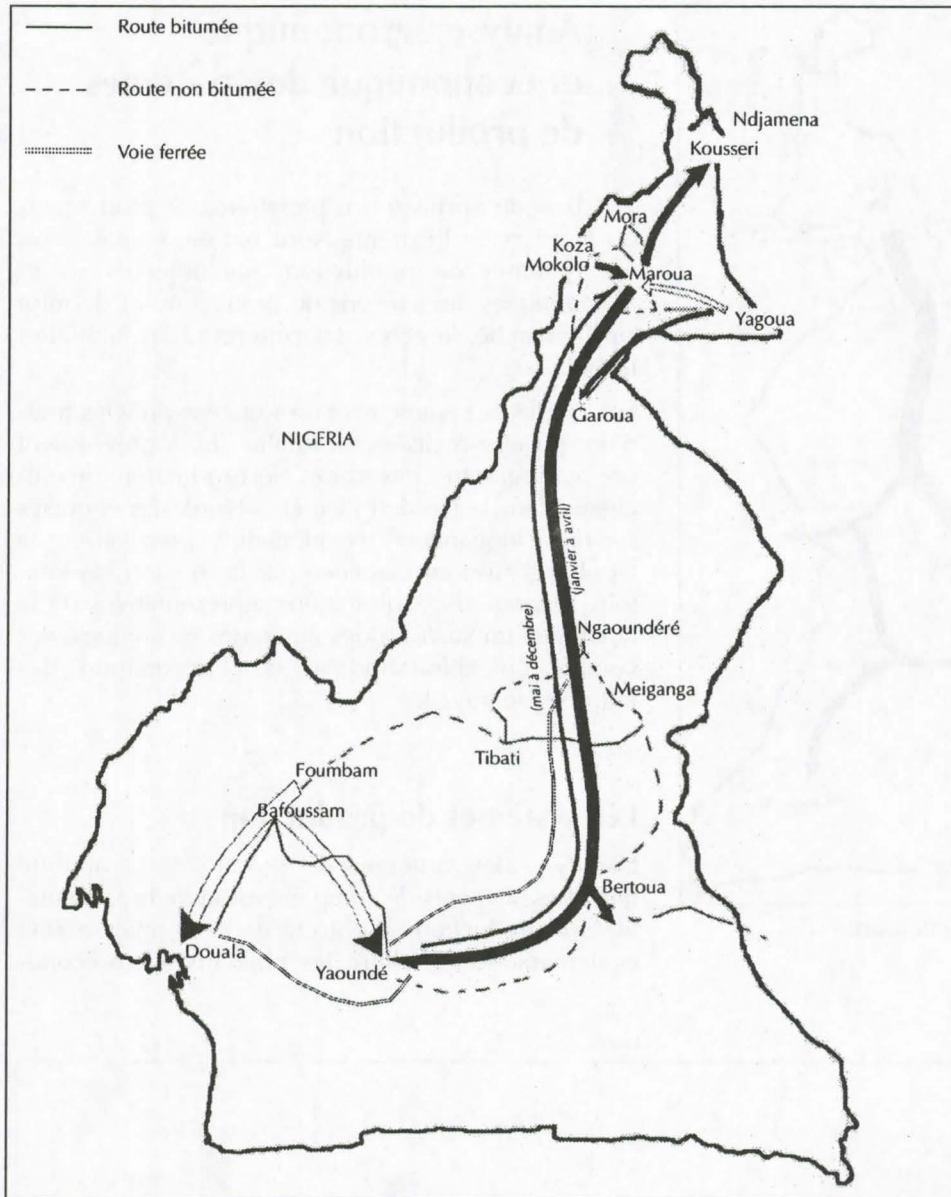 Route bitumée
Route non bitumée
Voie ferrée
Ndjamena
Kousseri
Mora
Koza
Mokolo
Maroua
Yagoua
Garoua
NIGERIA
(janvier à avril)
(mai à décembre)
Ngaoundéré
Meiganga
Tibati
Foumbam
Bafoussam
Bertoua
Douala
Yaoundé